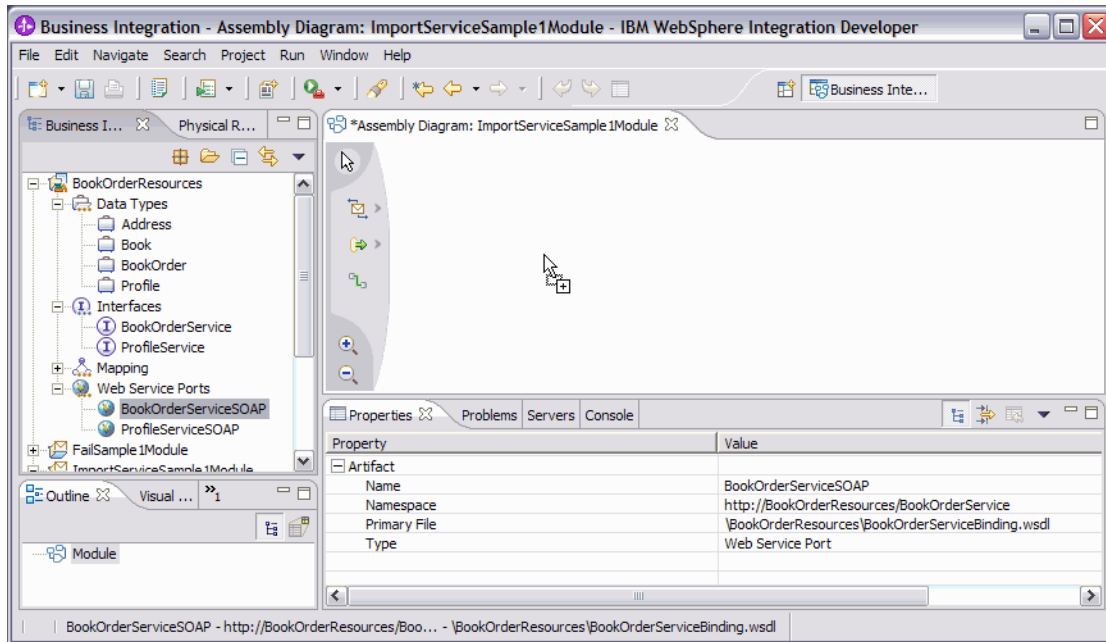 Business Integration - Assembly Diagram: ImportServiceSample1Module - IBM WebSphere Integration Developer
File Edit Navigate Search Project Run Window Help
Business Inte...
Business I... Physical R...
*Assembly Diagram: ImportServiceSample1Module
BookOrderResources
Data Types
Address
Book
BookOrder
Profile
Interfaces
BookOrderService
ProfileService
Mapping
Web Service Ports
BookOrderServiceSOAP
ProfileServiceSOAP
FailSample1Module
ImportServiceSample1Module
Outline Visual ... »1
Module
Properties Problems Servers Console
Property Value
Artifact
Name BookOrderServiceSOAP
Namespace http://BookOrderResources/BookOrderService
Primary File \BookOrderResources\BookOrderServiceBinding.wsdl
Type Web Service Port
BookOrderServiceSOAP - http://BookOrderResources/Boo... - \BookOrderResources\BookOrderServiceBinding.wsdl